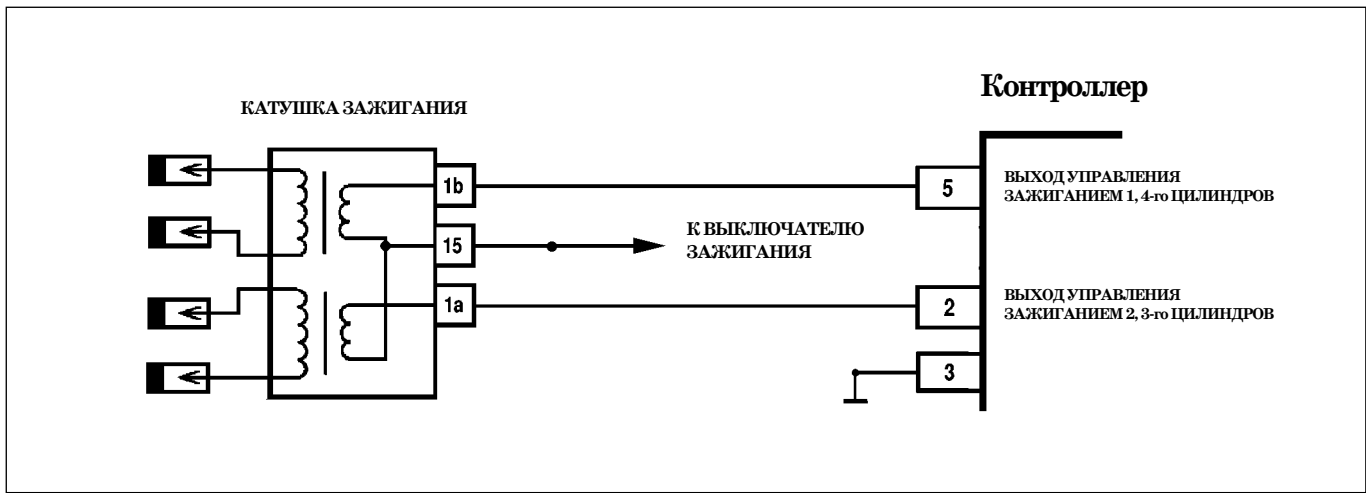 Контроллер
КАТУШКА ЗАЖИГАНИЯ
1b
5
ВЫХОД УПРАВЛЕНИЯ
ЗАЖИГАНИЕМ 1, 4-го ЦИЛИНДРОВ
15
К ВЫКЛЮЧАТЕЛЮ
ЗАЖИГАНИЯ
1a
2
ВЫХОД УПРАВЛЕНИЯ
ЗАЖИГАНИЕМ 2, 3-го ЦИЛИНДРОВ
3